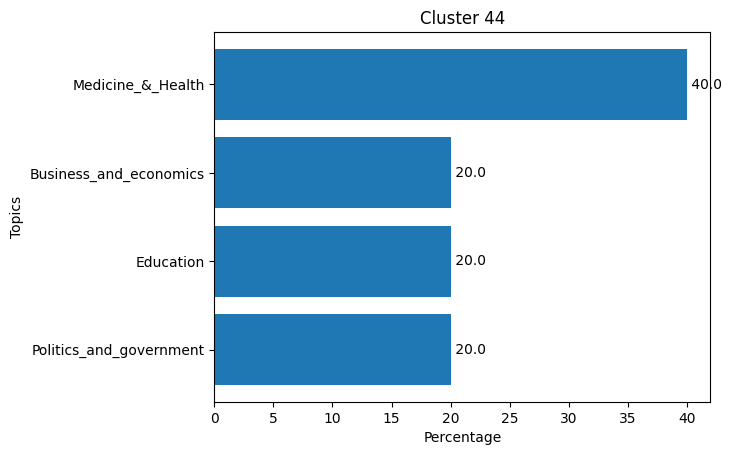 Cluster 44
Medicine_&_Health
40.0
Business_and_economics
20.0
Education
20.0
Politics_and_government
20.0
Topics
0 5 10 15 20 25 30 35 40
Percentage